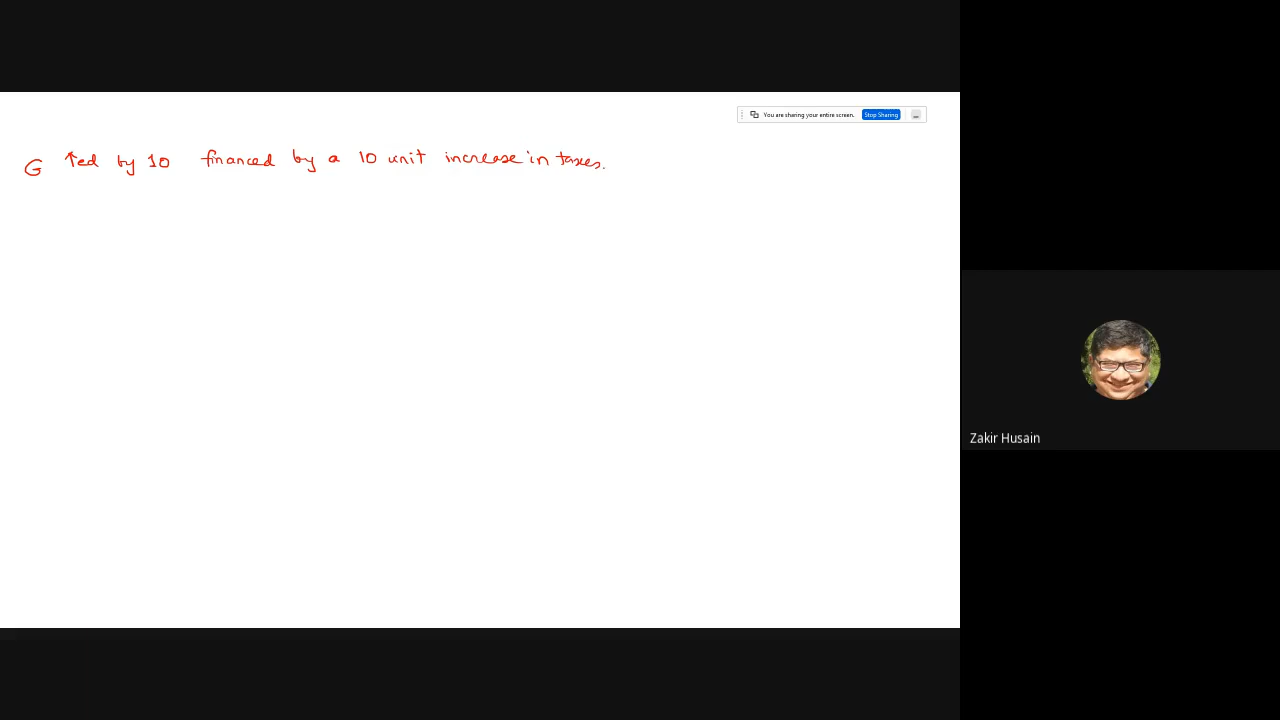 You are sharing your entire screen. Stop Sharing
G ↑ed by 10 financed by a 10 unit increase in taxes.
Zakir Husain